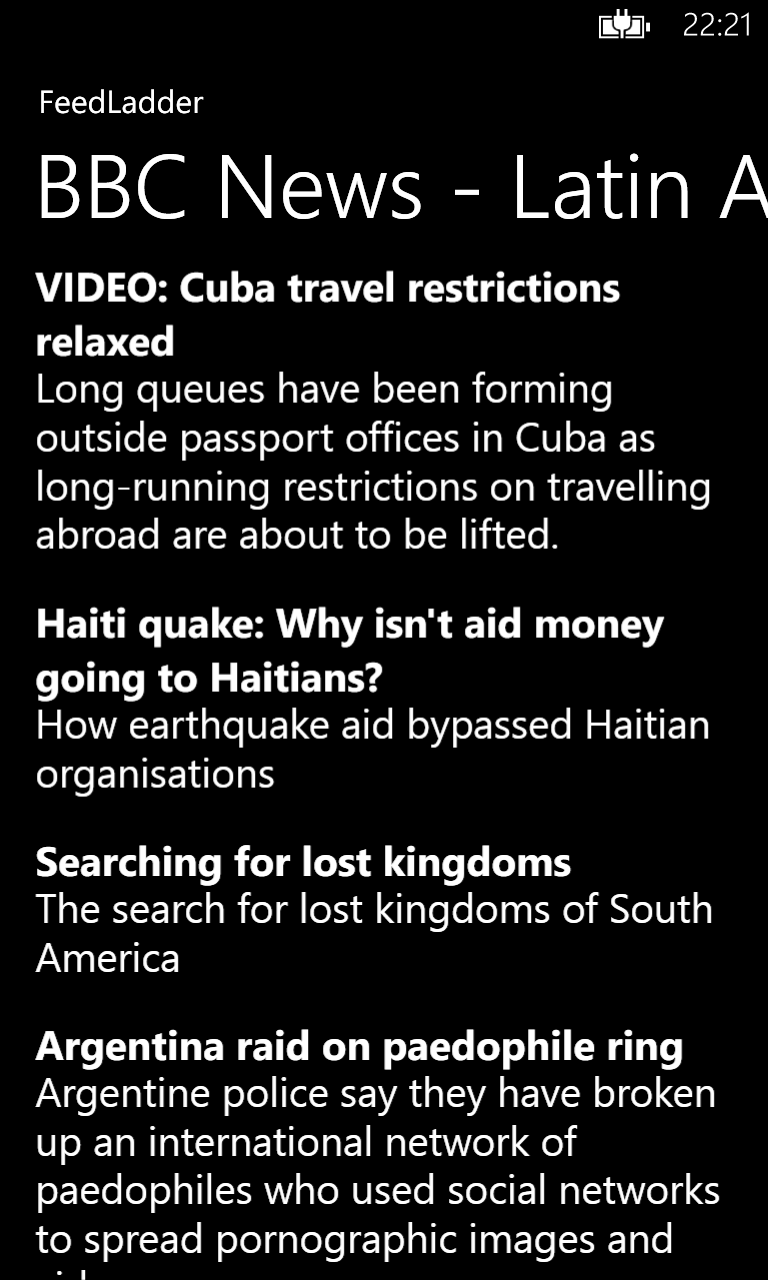 22:21
FeedLadder
BBC News - Latin A
VIDEO: Cuba travel restrictions
relaxed
Long queues have been forming
outside passport offices in Cuba as
long-running restrictions on travelling
abroad are about to be lifted.
Haiti quake: Why isn't aid money
going to Haitians?
How earthquake aid bypassed Haitian
organisations
Searching for lost kingdoms
The search for lost kingdoms of South
America
Argentina raid on paedophile ring
Argentine police say they have broken
up an international network of
paedophiles who used social networks
to spread pornographic images and